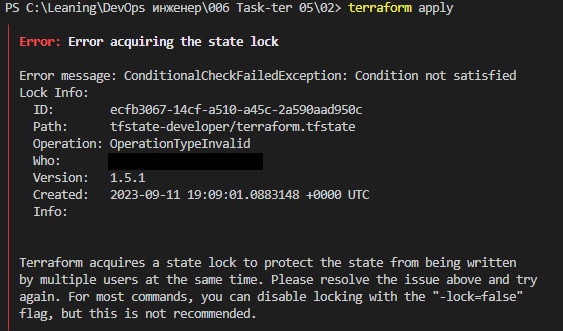 PS C:\Leaning\DevOps инженер\006 Task-ter 05\02> terraform apply
Error: Error acquiring the state lock
Error message: ConditionalCheckFailedException: Condition not satisfied
Lock Info:
ID: ecfb3067-14cf-a510-a45c-2a590aad950c
Path: tfstate-developer/terraform.tfstate
Operation: OperationTypeInvalid
Who:
Version: 1.5.1
Created: 2023-09-11 19:09:01.0883148 +0000 UTC
Info:
Terraform acquires a state lock to protect the state from being written
by multiple users at the same time. Please resolve the issue above and try
again. For most commands, you can disable locking with the "-lock=false"
flag, but this is not recommended.